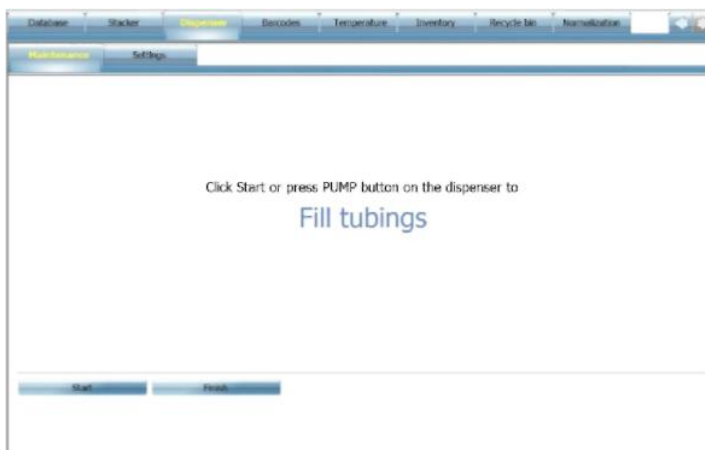 Database Stacker Dispenser Barcodes Temperature Inventory Recycle bin Normalization
Maintenance Settings
Click Start or press PUMP button on the dispenser to
Fill tubings
Start Finish